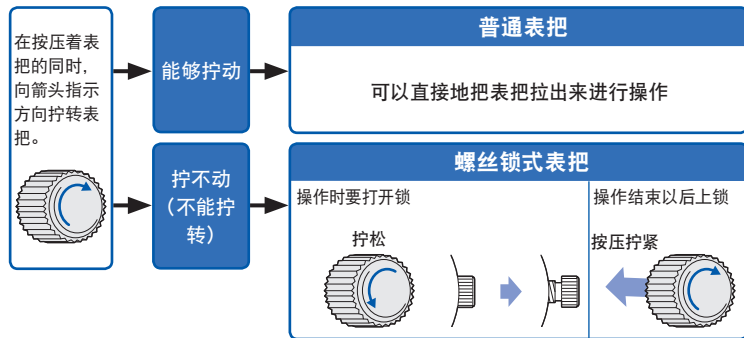 在按压着表
把的同时，
向箭头指示
方向拧转表
把。
能够拧动
普通表把
可以直接地把表把拉出来进行操作
拧不动
（不能拧
转）
螺丝锁式表把
操作时要打开锁
拧松
操作结束以后上锁
按压拧紧